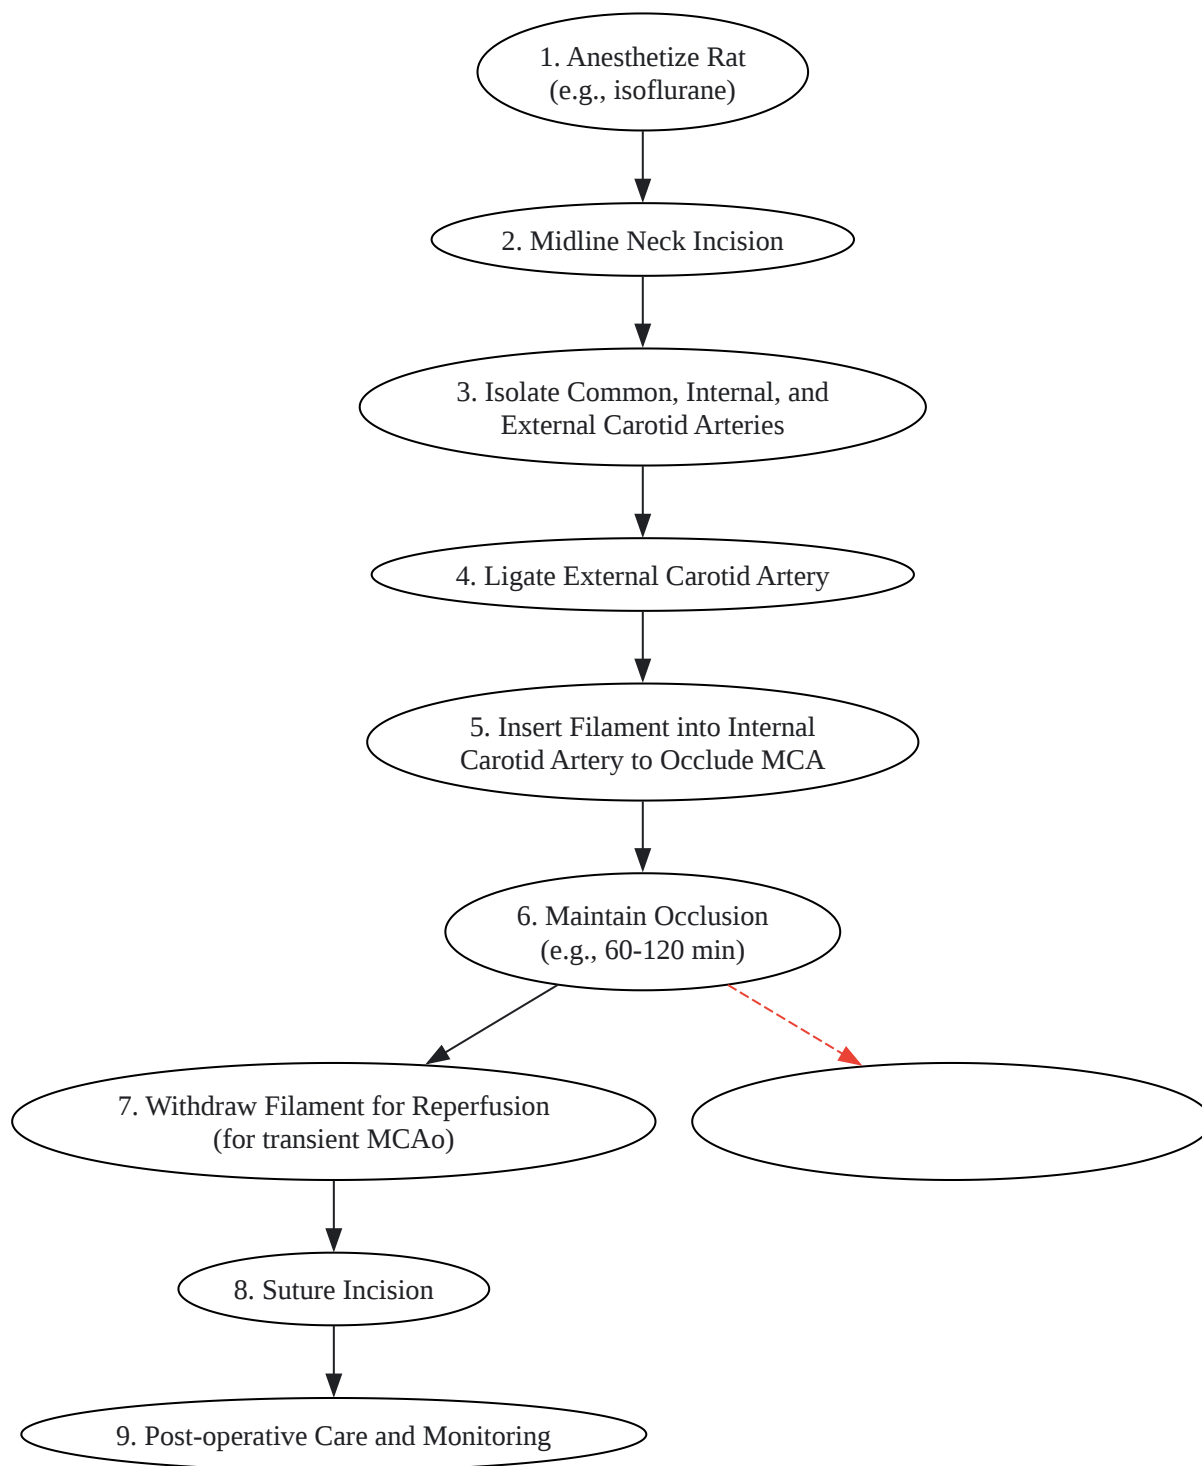 1. Anesthetize Rat
(e.g., isoflurane)
2. Midline Neck Incision
3. Isolate Common, Internal, and
External Carotid Arteries
4. Ligate External Carotid Artery
5. Insert Filament into Internal
Carotid Artery to Occlude MCA
6. Maintain Occlusion
(e.g., 60-120 min)
7. Withdraw Filament for Reperfusion
(for transient MCAo)
8. Suture Incision
9. Post-operative Care and Monitoring